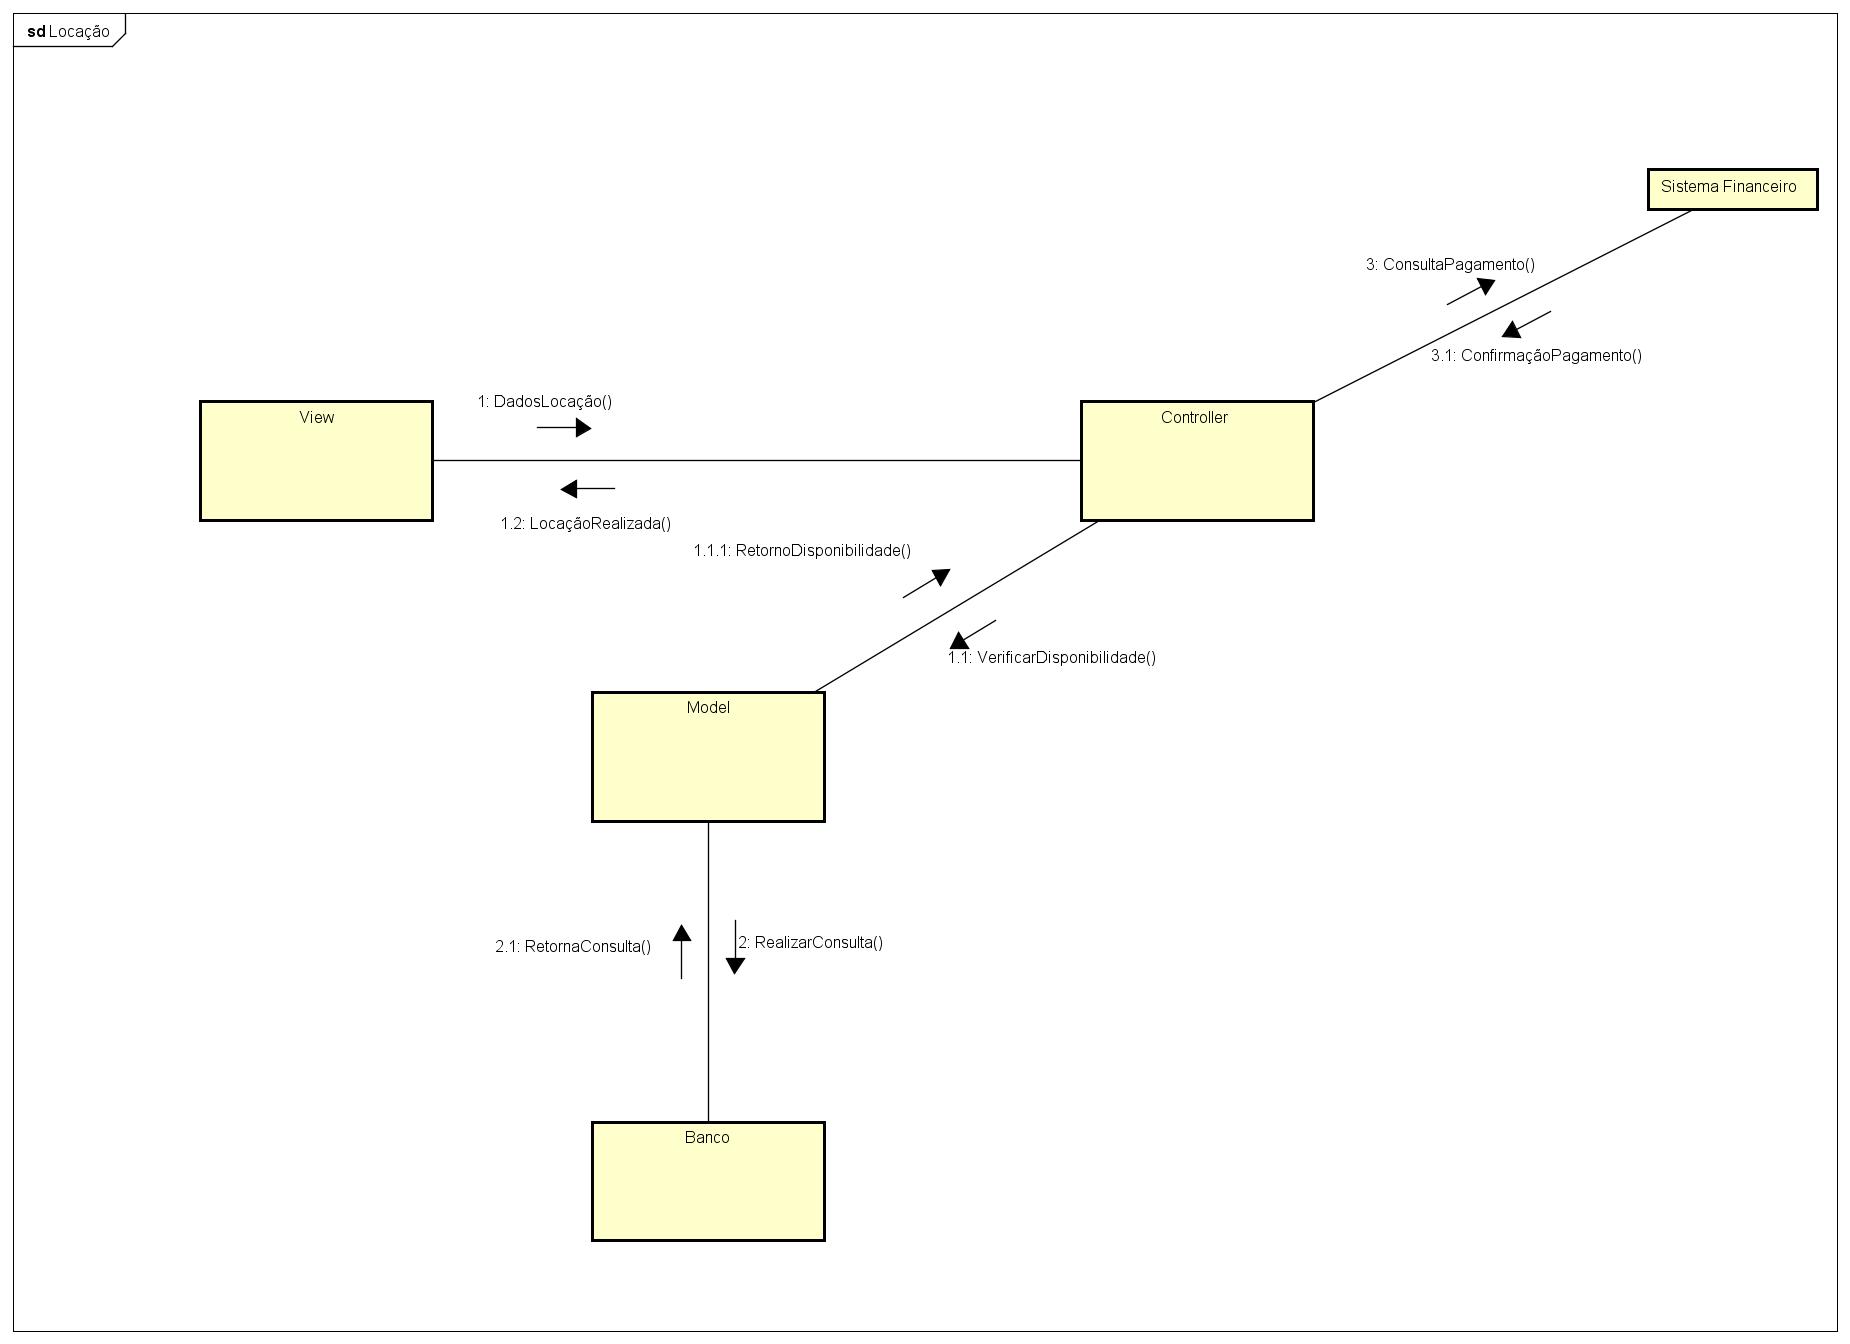 sd Locação
Sistema Financeiro
3: ConsultaPagamento()
3.1: ConfirmaçãoPagamento()
1: DadosLocação()
View
Controller
1.2: LocaçãoRealizada()
1.1.1: RetornoDisponibilidade()
1.1: VerificarDisponibilidade()
Model
2.1: RetornaConsulta()
2: RealizarConsulta()
Banco